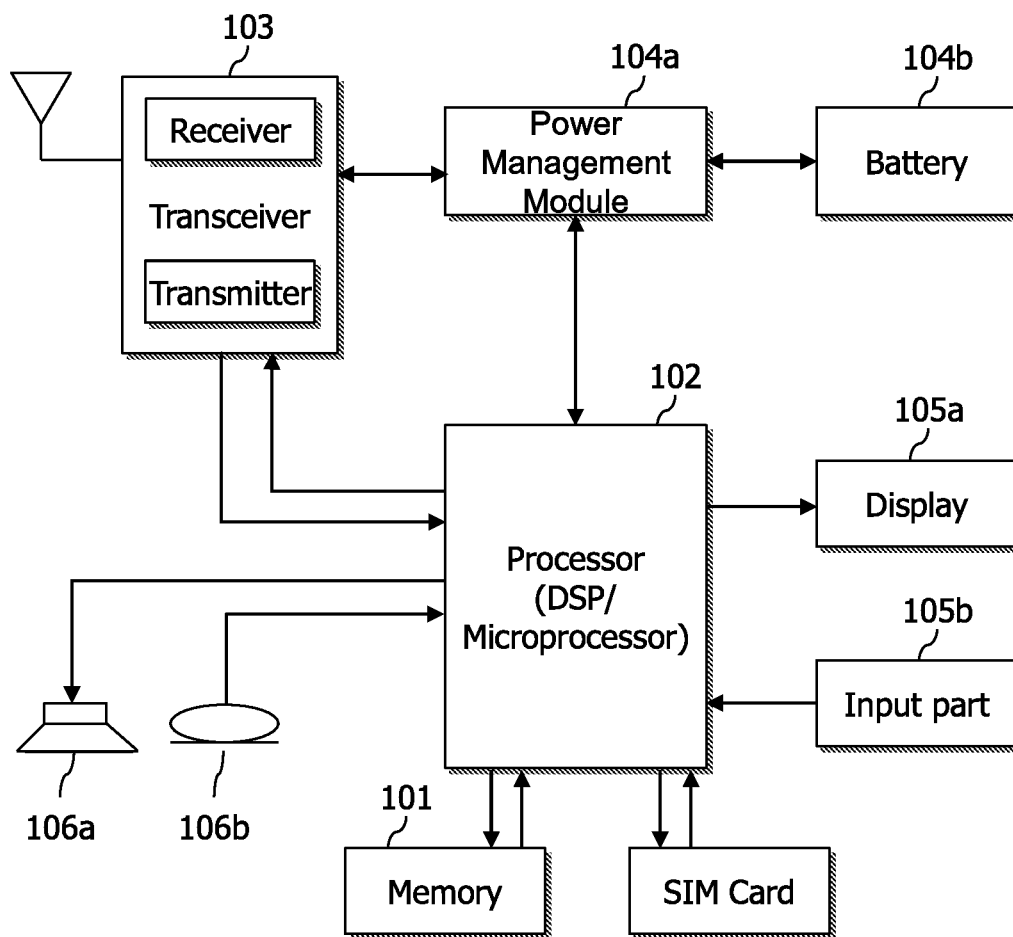 103
104a
104b
Receiver
Transceiver
Transmitter
Power
Management
Module
Battery
102
105a
Display
Processor
(DSP/
Microprocessor)
105b
Input part
106a
106b
101
Memory
SIM Card